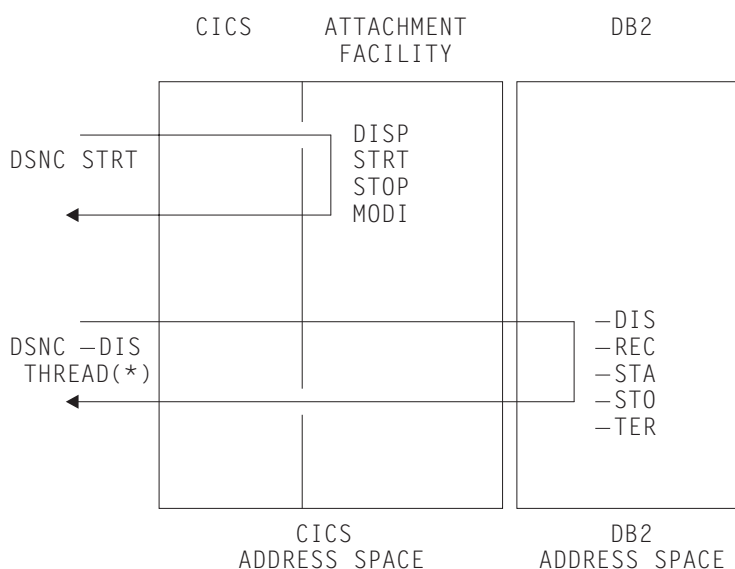 CICS ATTACHMENT FACILITY DB2
DSNC STRT
DISP
STRT
STOP
MODI
DSNC —DIS
THREAD(*)
—DIS
—REC
—STA
—STO
—TER
CICS
ADDRESS SPACE
DB2
ADDRESS SPACE